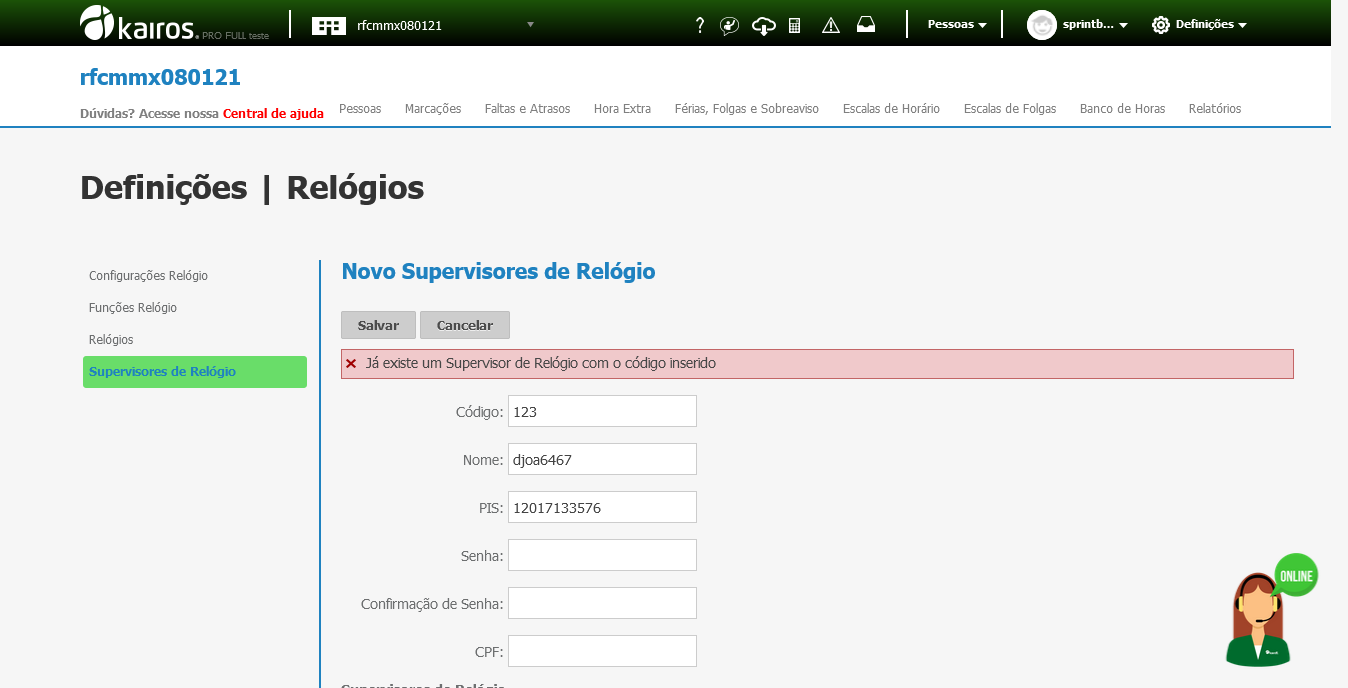 kairos. PRO FULL teste
rfcmmx080121
?
Pessoas
sprintb...
Definições
rfcmmx080121
Dúvidas? Acesse nossa Central de ajuda
Pessoas Marcações Faltas e Atrasos Hora Extra Férias, Folgas e Sobreaviso Escalas de Horário Escalas de Folgas Banco de Horas Relatórios
Definições | Relógios
Configurações Relógio
Funções Relógio
Relógios
Supervisores de Relógio
Novo Supervisores de Relógio
Salvar Cancelar
Já existe um Supervisor de Relógio com o código inserido
Código: 123
Nome: djoa6467
PIS: 12017133576
Senha:
Confirmação de Senha:
CPF:
Supervisores de Relógio
ONLINE